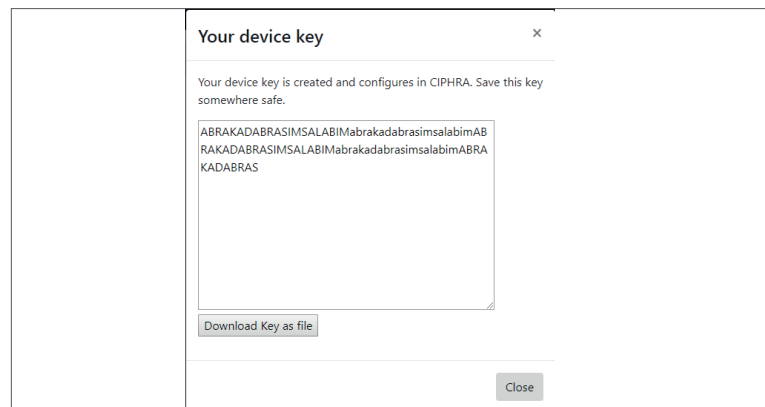 Your device key ×
Your device key is created and configures in CIPHRA. Save this key
somewhere safe.
ABRAKADABRASIMSALABIMabrakadabrasimsalabimAB
RAKADABRASIMSALABIMabrakadabrasimsalabimABRA
KADABRAS
Download Key as file
Close